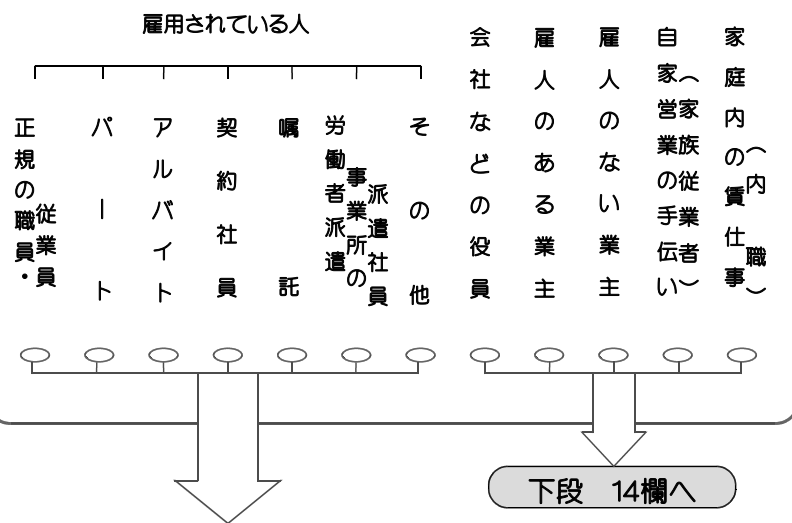 雇用されている人
正規の職員・
従業員
パート
アルバイト
契約社員
嘱託
労働者派遣
事業所の
派遣社員
その他
会社などの役員
雇人のある業主
雇人のない業主
自家営業の手伝い
（家族従業者）
家庭内の賃仕事
（内職）
下段　14欄へ